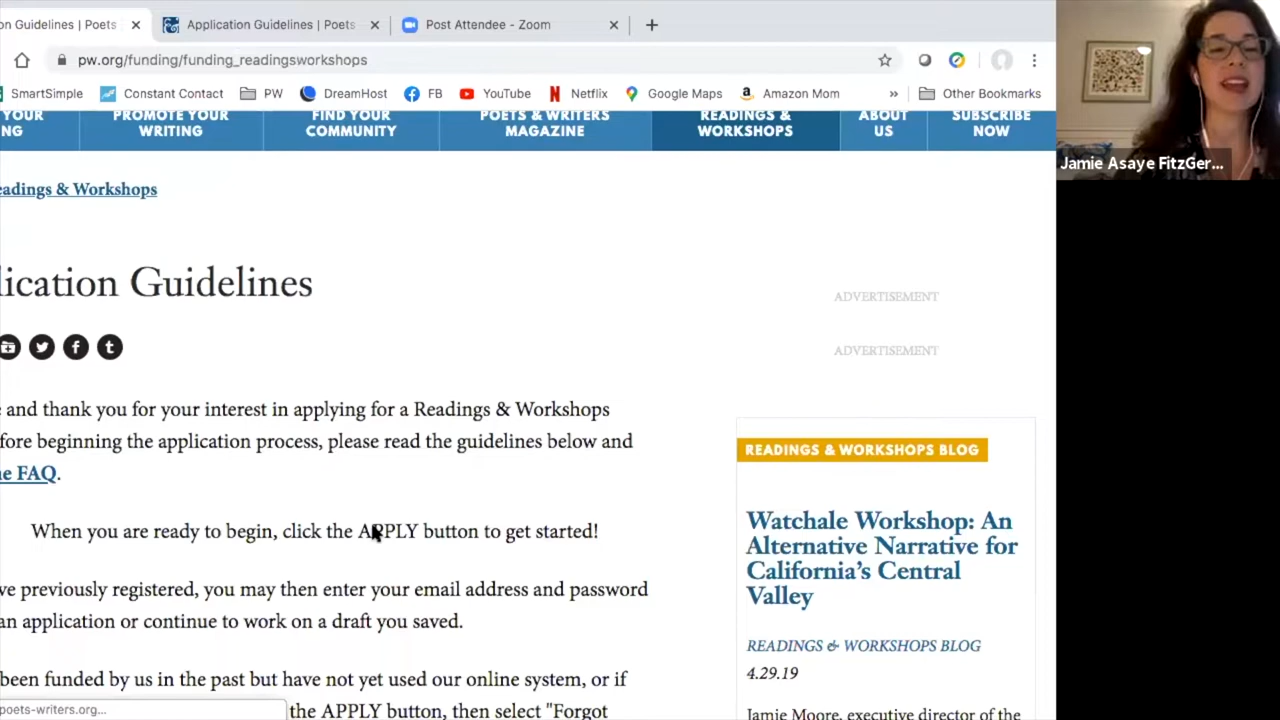 on Guidelines | Poets
Application Guidelines | Poets
Post Attendee - Zoom
pw.org/funding/funding_readingsworkshops
SmartSimple
Constant Contact
PW
DreamHost
FB
YouTube
Netflix
Google Maps
Amazon Mom
»
Other Bookmarks
YOUR
NG
PROMOTE YOUR
WRITING
FIND YOUR
COMMUNITY
POETS & WRITERS
MAGAZINE
READINGS &
WORKSHOPS
ABOUT
US
SUBSCRIBE
NOW
Jamie Asaye FitzGer...
eadings & Workshops
lication Guidelines
ADVERTISEMENT
ADVERTISEMENT
e and thank you for your interest in applying for a Readings & Workshops
fore beginning the application process, please read the guidelines below and
e FAQ.
When you are ready to begin, click the APPLY button to get started!
ve previously registered, you may then enter your email address and password
an application or continue to work on a draft you saved.
been funded by us in the past but have not yet used our online system, or if
the APPLY button, then select "Forgot
poets-writers.org...
READINGS & WORKSHOPS BLOG
Watchale Workshop: An
Alternative Narrative for
California's Central
Valley
READINGS & WORKSHOPS BLOG
4.29.19
Jamie Moore, executive director of the